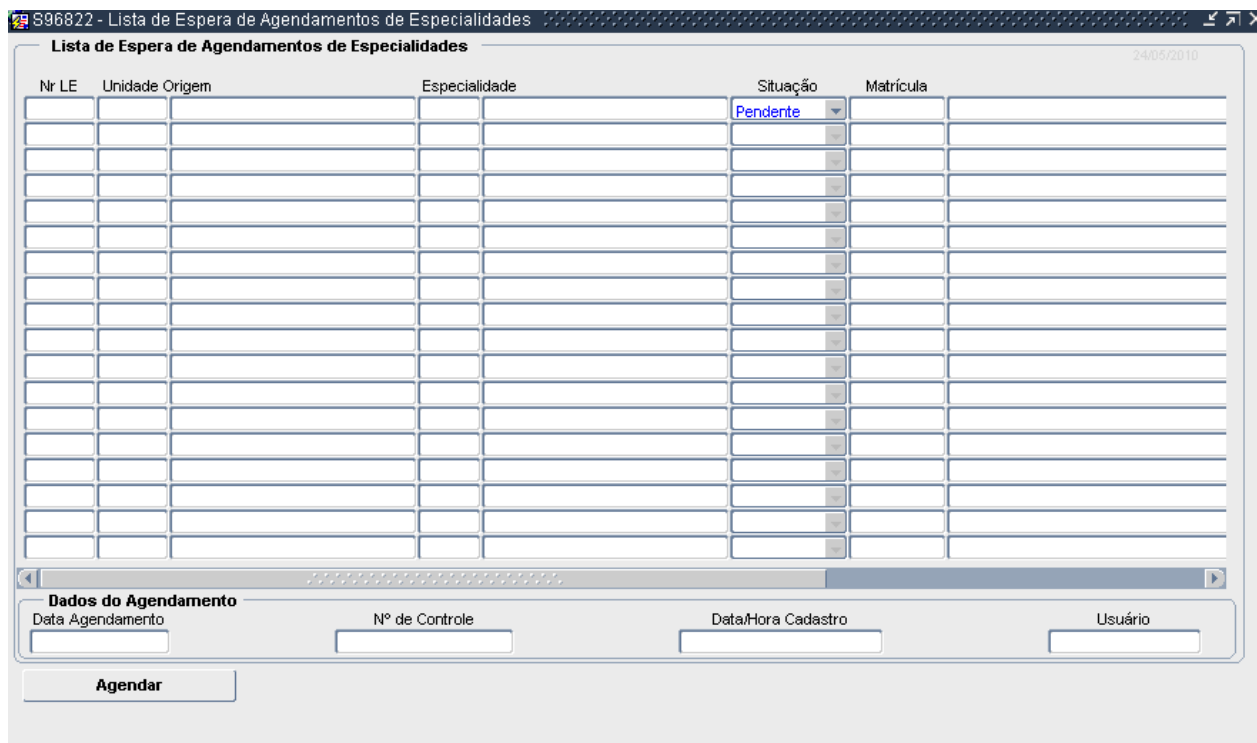 S96822 - Lista de Espera de Agendamentos de Especialidades
Lista de Espera de Agendamentos de Especialidades
24/05/2010
Nr LE Unidade Origem Especialidade Situação Matrícula
Pendente
Dados do Agendamento
Data Agendamento Nº de Controle Data/Hora Cadastro Usuário
Agendar